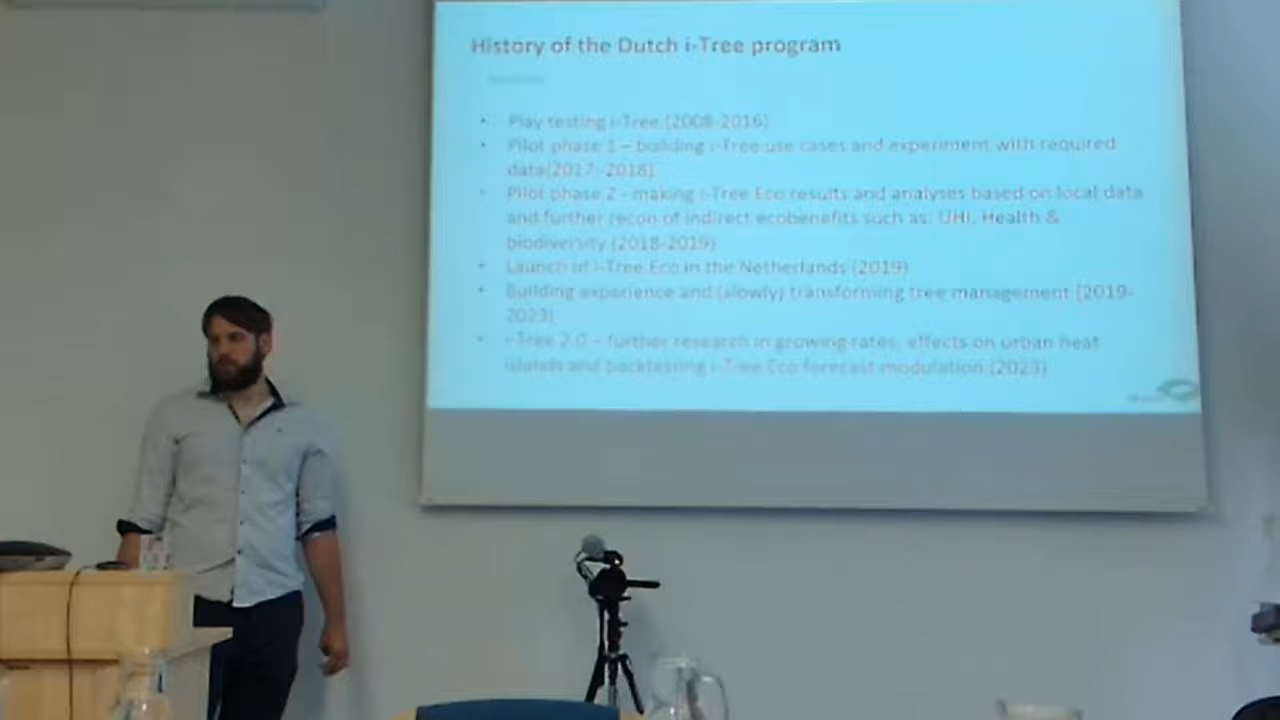 History of the Dutch i-Tree program
• Play testing i-Tree (2008-2016)
• Pilot phase 1 – building i-Tree use cases and experiment with required
data(2017- 2018)
• Pilot phase 2 - making i-Tree Eco results and analyses based on local data
and further recon of indirect ecobenefits such as: UHI, Health &
biodiversity (2018-2019)
• Launch of i-Tree Eco in the Netherlands (2019)
• Building experience and (slowly) transforming tree management (2019-
2023)
• i-Tree 2.0 – further research in growing rates, effects on urban heat
islands and backtesting i-Tree Eco forecast modulation (2023)